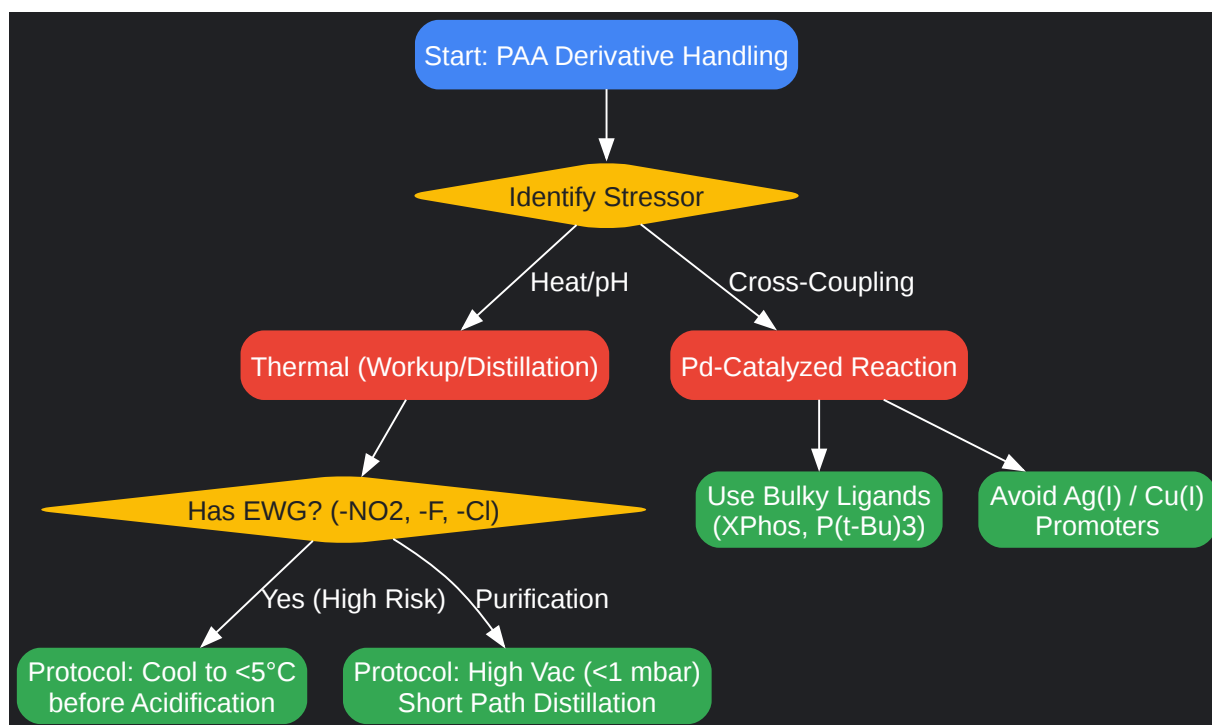 Start: PAA Derivative Handling
Identify Stressor
Heat/pH
Cross-Coupling
Thermal (Workup/Distillation)
Pd-Catalyzed Reaction
Has EWG? (-NO2, -F, -Cl)
Use Bulky Ligands
(XPhos, P(t-Bu)3)
Avoid Ag(I) / Cu(I)
Promoters
Yes (High Risk)
Purification
Protocol: Cool to <5°C
before Acidification
Protocol: High Vac (<1 mbar)
Short Path Distillation